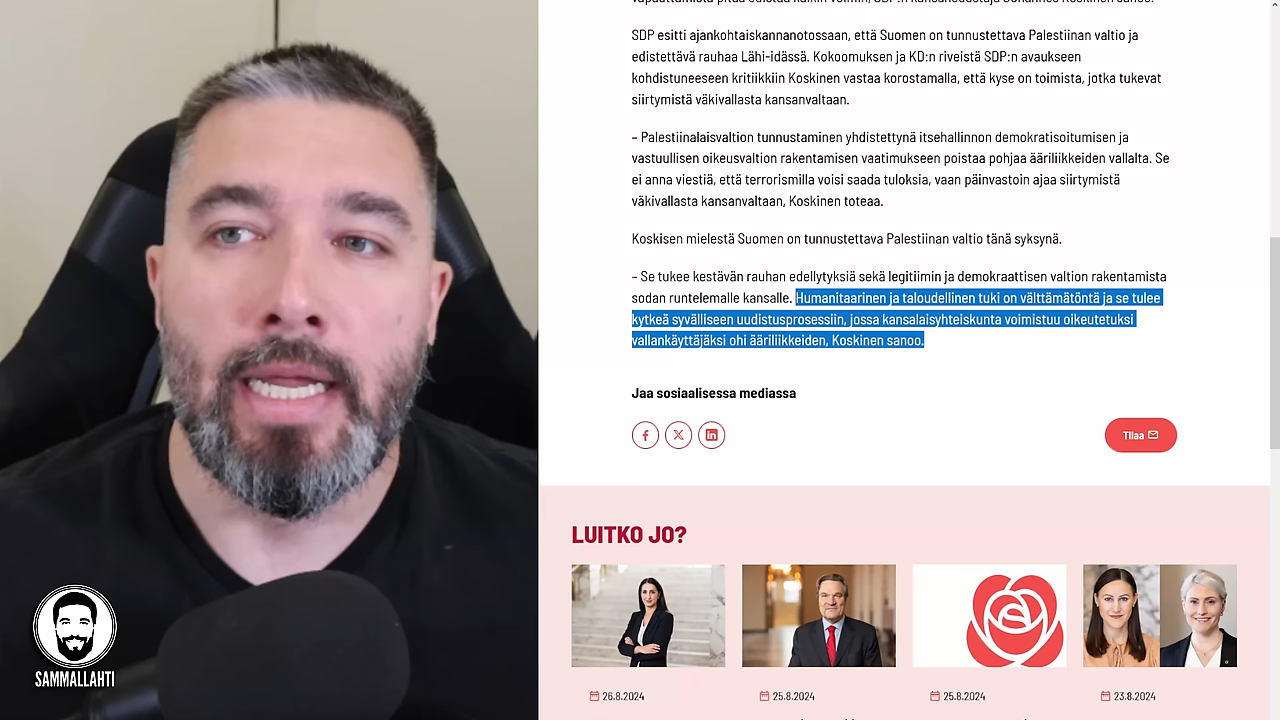 SDP esitti ajankohtaiskannanotossaan, että Suomen on tunnustettava Palestiinan valtio ja
edistettävä rauhaa Lähi-idässä. Kokoomuksen ja KD:n riveistä SDP:n avaukseen
kohdistuneeseen kritiikkiin Koskinen vastaa korostamalla, että kyse on toimista, jotka tukevat
siirtymistä väkivallasta kansanvaltaan.
– Palestiinalaisvaltion tunnustaminen yhdistettynä itsehallinnon demokratisoitumisen ja
vastuullisen oikeusvaltion rakentamisen vaatimukseen poistaa pohjaa ääriliikkeiden vallalta. Se
ei anna viestiä, että terrorismilla voisi saada tuloksia, vaan päinvastoin ajaa siirtymistä
väkivallasta kansanvaltaan, Koskinen toteaa.
Koskisen mielestä Suomen on tunnustettava Palestiinan valtio tänä syksynä.
– Se tukee kestävän rauhan edellytyksiä sekä legitiimin ja demokraattisen valtion rakentamista
sodan runtelemalle kansalle. Humanitaarinen ja taloudellinen tuki on välttämätöntä ja se tulee
kytkeä syvälliseen uudistusprosessiin, jossa kansalaisyhteiskunta voimistuu oikeutetuksi
vallankäyttäjäksi ohi ääriliikkeiden, Koskinen sanoo.
Jaa sosiaalisessa mediassa
Tilaa
LUITKO JO?
26.8.2024
25.8.2024
25.8.2024
23.8.2024
SAMMALLAHTI